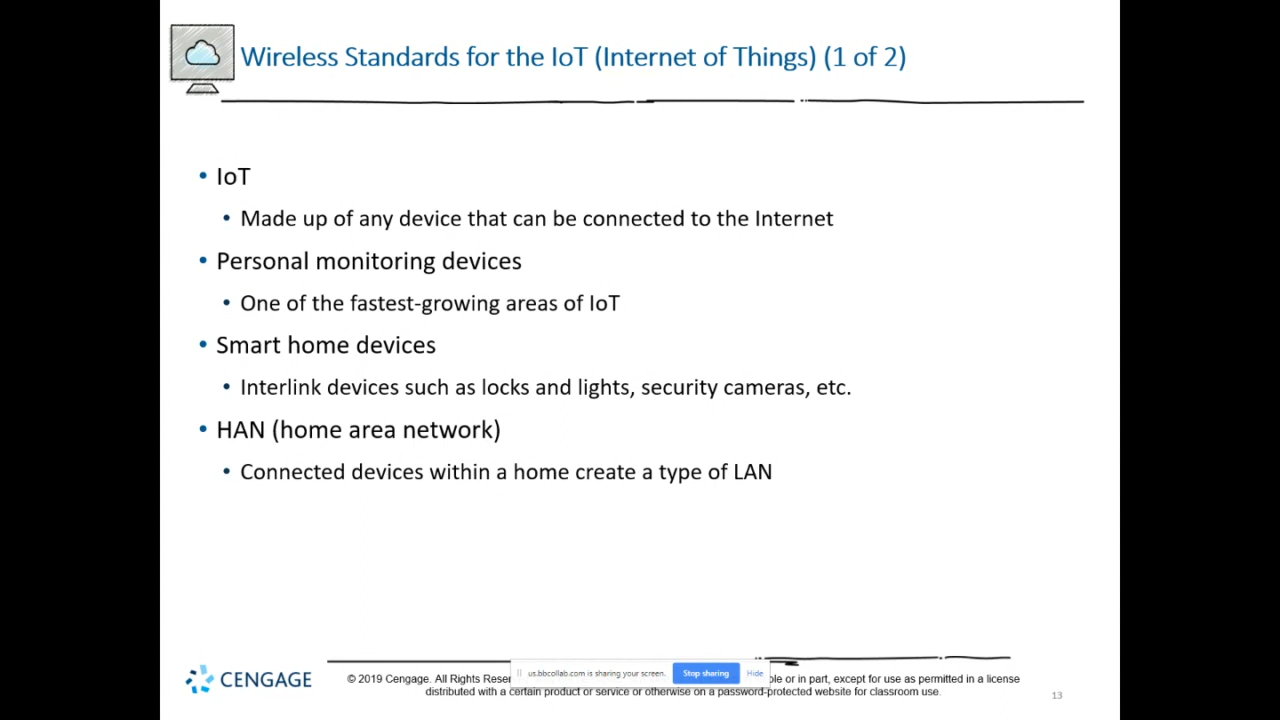 Wireless Standards for the IoT (Internet of Things) (1 of 2)
• IoT
• Made up of any device that can be connected to the Internet
• Personal monitoring devices
• One of the fastest-growing areas of IoT
• Smart home devices
• Interlink devices such as locks and lights, security cameras, etc.
• HAN (home area network)
• Connected devices within a home create a type of LAN
CENGAGE
© 2019 Cengage. All Rights
us.bbcollab.com is sharing your screen.
Stop sharing
Hide
or in part, except for use as permitted in a license
distributed with a certain product or service or otherwise on a password-protected website for classroom use.
13